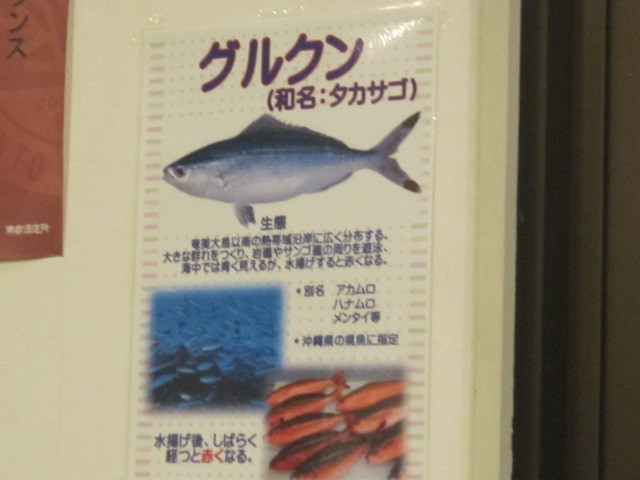 グルクン
(和名:タカサゴ)
生態
奄美大島以南の熱帯域沿岸に広く分布する。
大きな群れをつくり、岩礁やサンゴ礁の周りを遊泳、
海中では青く見えるが、水揚げすると赤くなる。
*別名 アカムロ
ハナムロ
メンタイ等
*沖縄県の県魚に指定
水揚げ後、しばらく
経つと赤くなる。
ランス